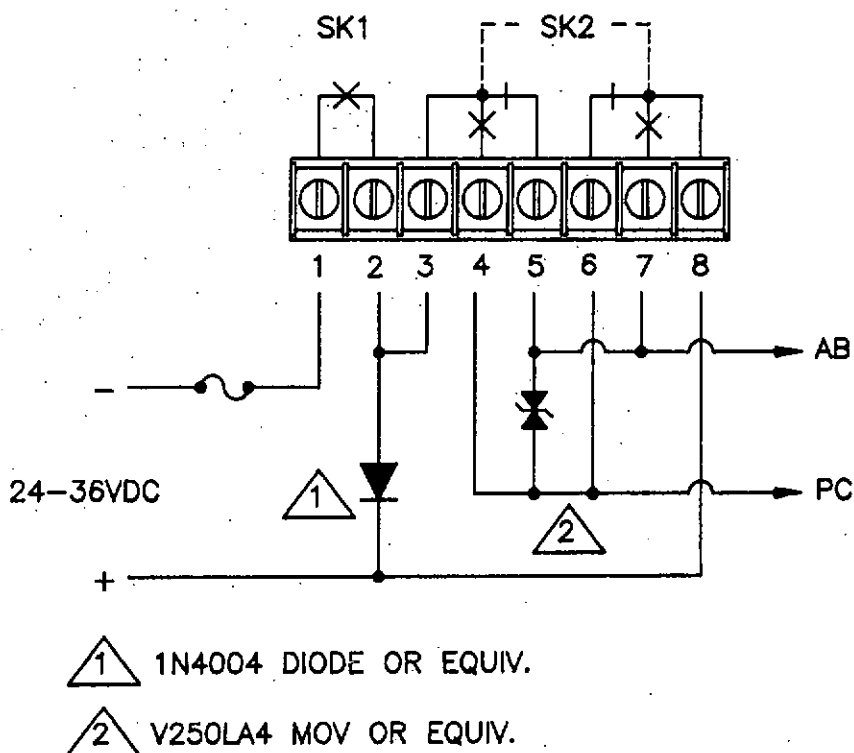 SK1 SK2
1 2 3 4 5 6 7 8
AB
−
24-36VDC
1
PC
2
+
1 1N4004 DIODE OR EQUIV.
2 V250LA4 MOV OR EQUIV.